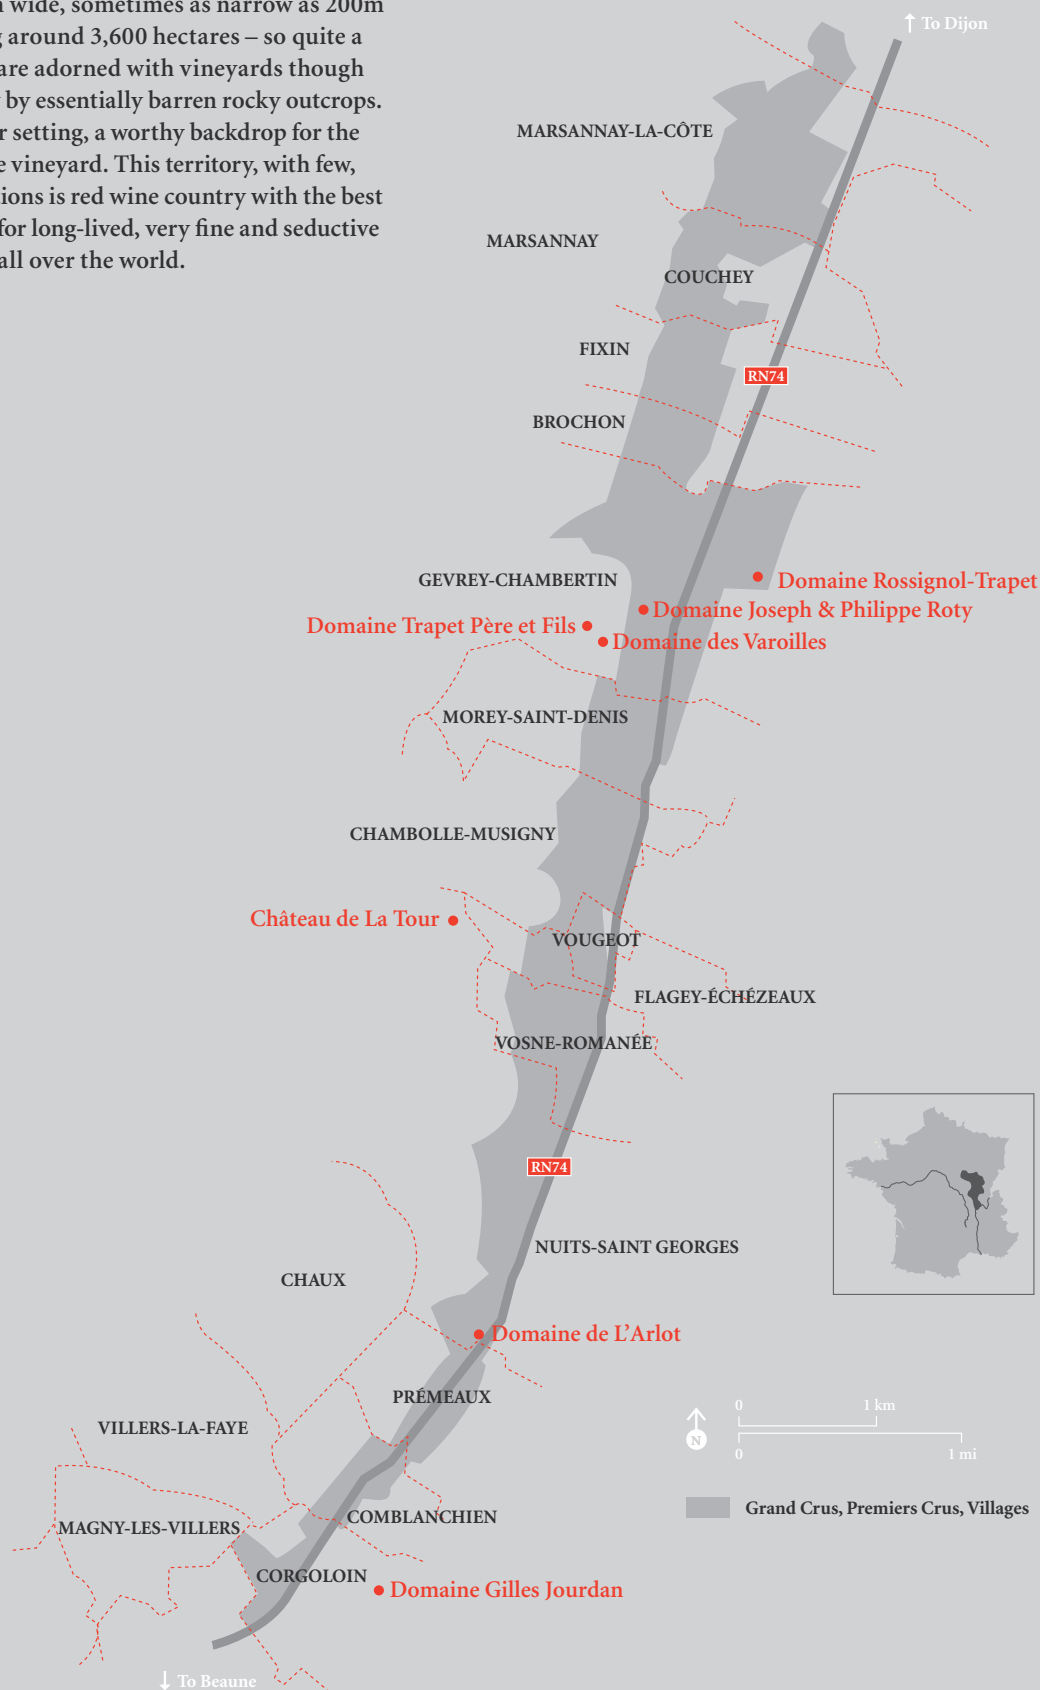 wide, sometimes as narrow as 200m
around 3,600 hectares – so quite a
are adorned with vineyards though
by essentially barren rocky outcrops.
setting, a worthy backdrop for the
vineyard. This territory, with few,
tions is red wine country with the best
for long-lived, very fine and seductive
all over the world.
↑ To Dijon
MARSANNAY-LA-CÔTE
MARSANNAY
COUCHEY
FIXIN
RN74
BROCHON
GEVREY-CHAMBERTIN
Domaine Rossignol-Trapet
Domaine Joseph & Philippe Roty
Domaine Trapet Père et Fils
Domaine des Varoilles
MOREY-SAINT-DENIS
CHAMBOLLE-MUSIGNY
Château de La Tour
VOUGEOT
FLAGEY-ÉCHÉZEAUX
VOSNE-ROMANÉE
RN74
NUITS-SAINT GEORGES
CHAUX
Domaine de L'Arlot
PRÉMEAUX
0 1 km
N
0 1 mi
VILLERS-LA-FAYE
Grand Crus, Premiers Crus, Villages
COMBLANCHIEN
MAGNY-LES-VILLERS
CORGOLOIN
Domaine Gilles Jourdan
↓ To Beaune